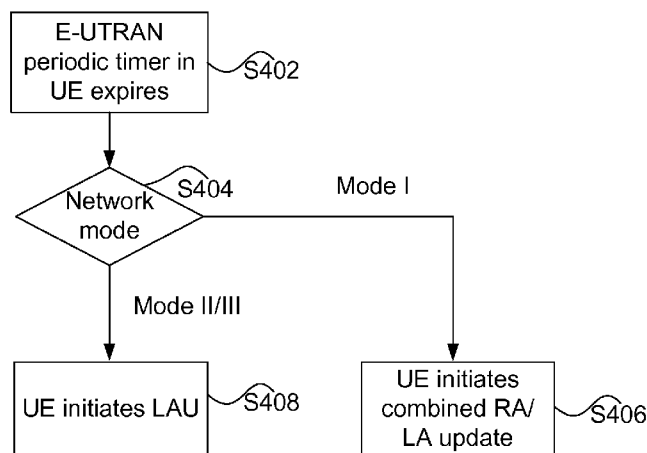 E-UTRAN
periodic timer in
UE expires
S402
S404
Network
mode
Mode I
Mode II/III
UE initiates LAU
S408
UE initiates
combined RA/
LA update
S406